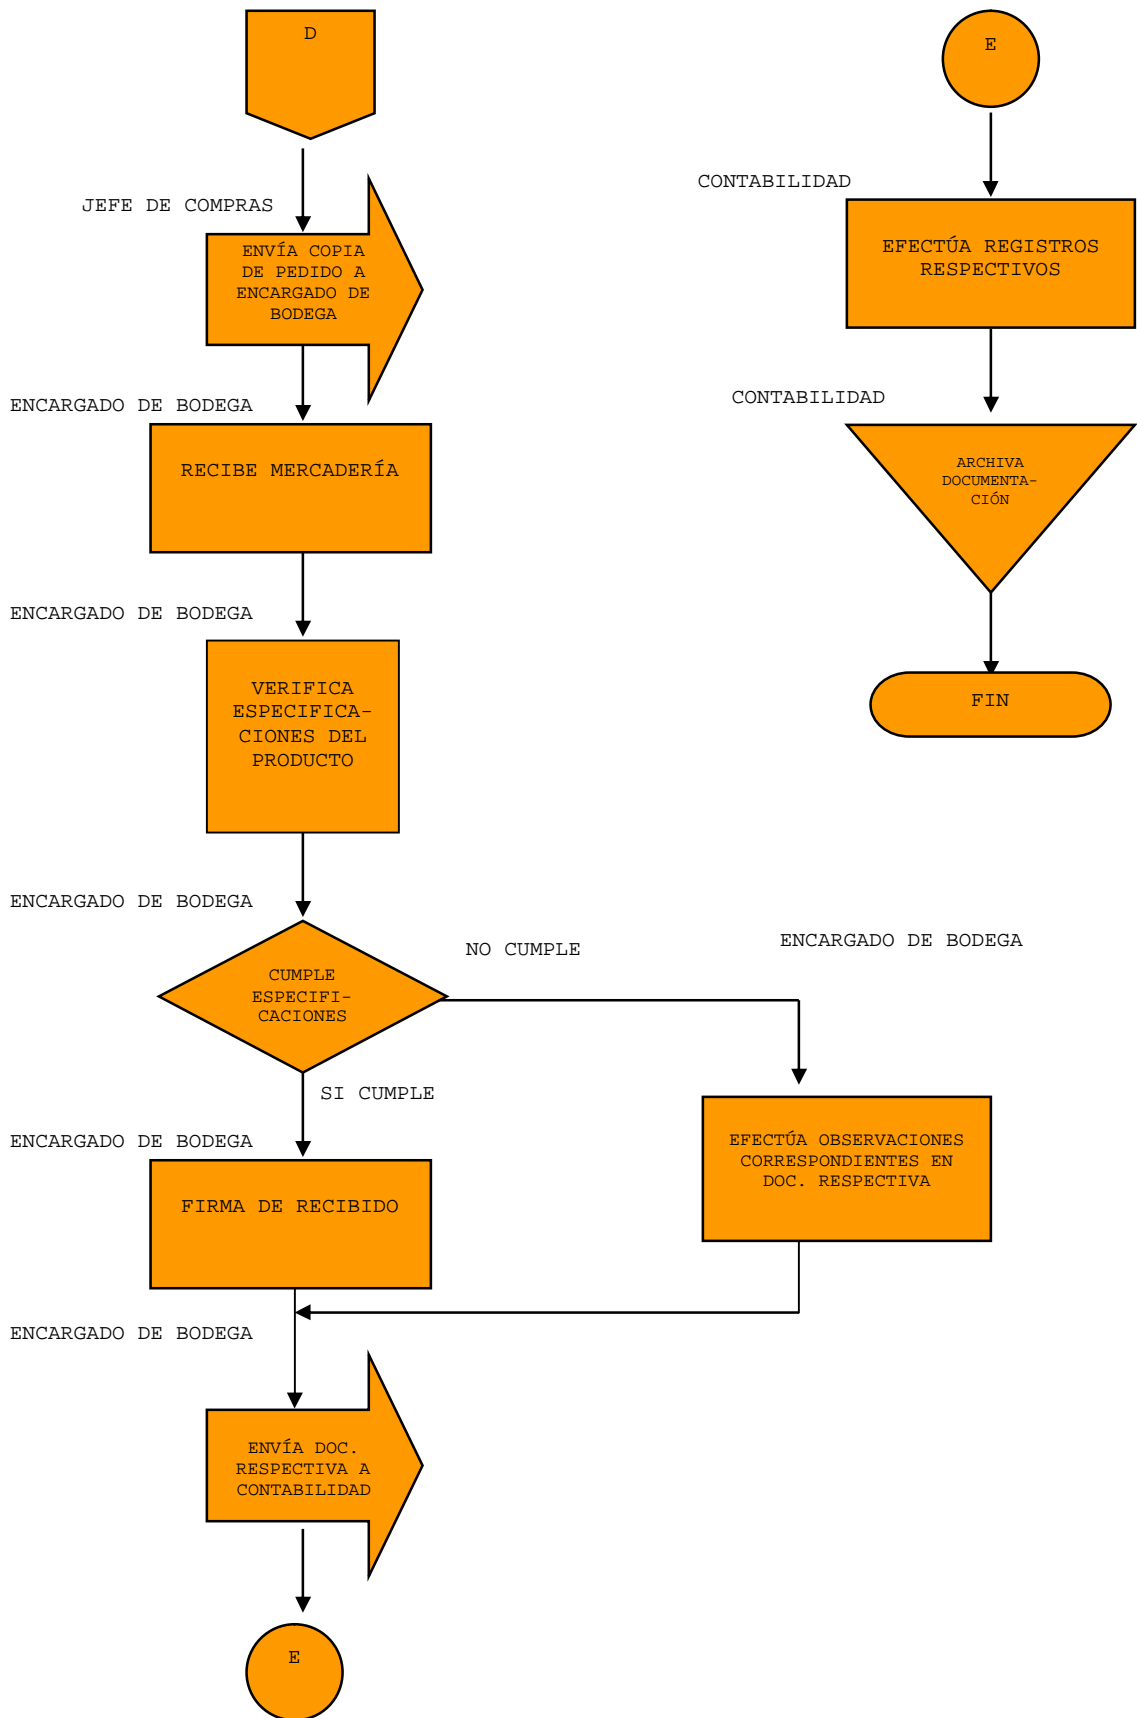 D
JEFE DE COMPRAS
ENVÍA COPIA
DE PEDIDO A
ENCARGADO DE
BODEGA
ENCARGADO DE BODEGA
RECIBE MERCADERÍA
ENCARGADO DE BODEGA
VERIFICA
ESPECIFICA-
CIONES DEL
PRODUCTO
ENCARGADO DE BODEGA
CUMPLE
ESPECIFI-
CACIONES
NO CUMPLE
ENCARGADO DE BODEGA
EFECTÚA OBSERVACIONES
CORRESPONDIENTES EN
DOC. RESPECTIVA
SI CUMPLE
ENCARGADO DE BODEGA
FIRMA DE RECIBIDO
ENCARGADO DE BODEGA
ENVÍA DOC.
RESPECTIVA A
CONTABILIDAD
E
E
CONTABILIDAD
EFECTÚA REGISTROS
RESPECTIVOS
CONTABILIDAD
ARCHIVA
DOCUMENTA-
CIÓN
FIN